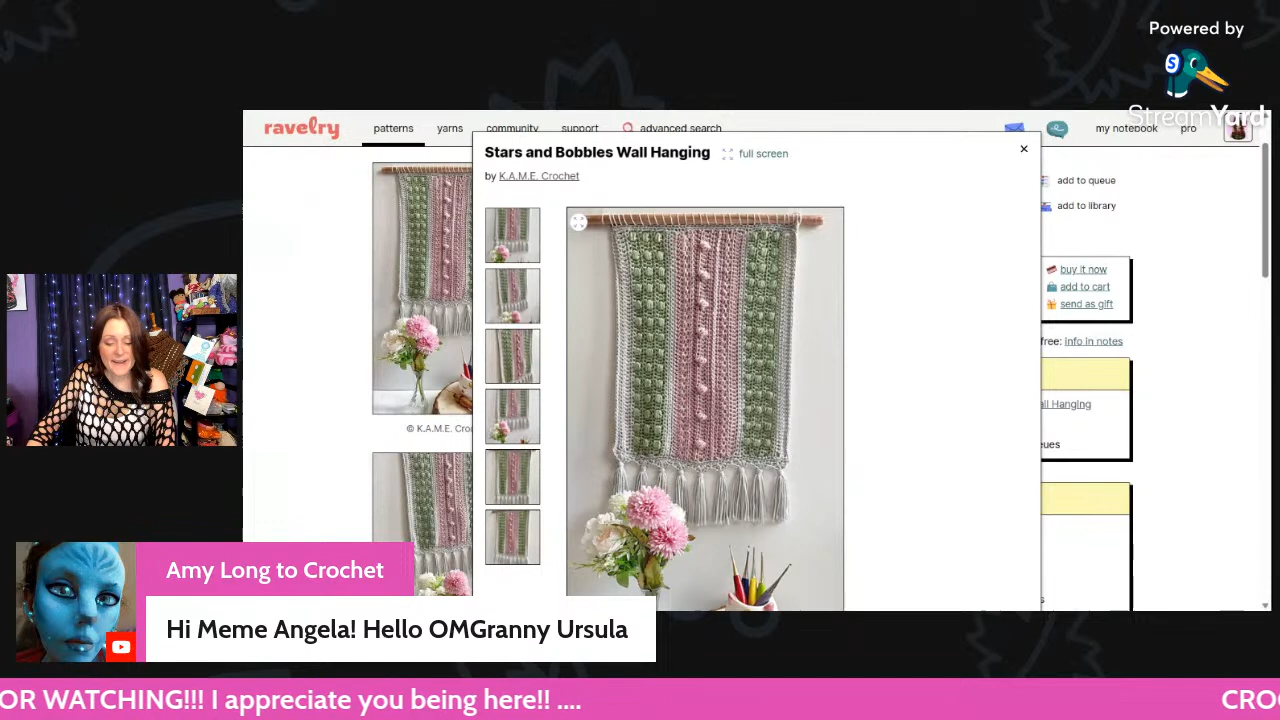 Powered by
StreamYard
ravelry
patterns
yarns
community
support
advanced search
my notebook
pro
Stars and Bobbles Wall Hanging
full screen
by K.A.M.E. Crochet
add to queue
add to library
buy it now
add to cart
send as gift
free: info in notes
all Hanging
eues
© K.A.M.E. Cro
Amy Long to Crochet
Hi Meme Angela! Hello OMGranny Ursula
OR WATCHING!!! I appreciate you being here!! ....
CRO